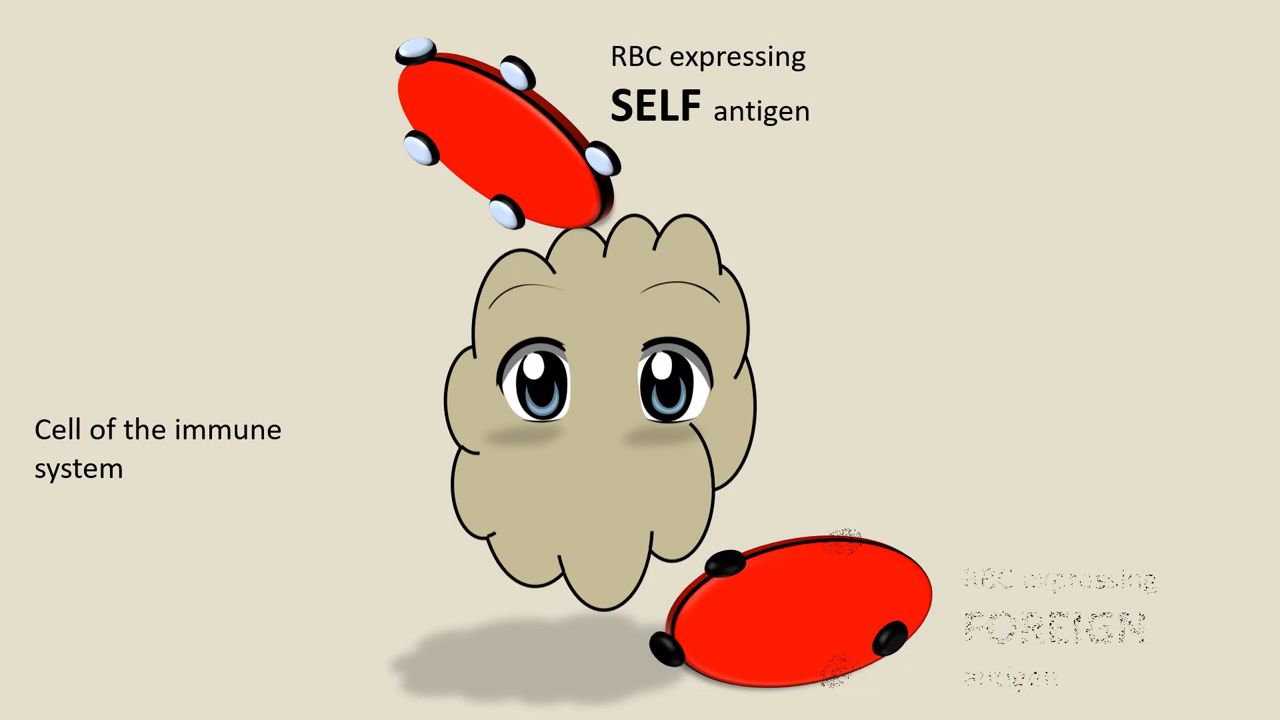 RBC expressing
SELF antigen
Cell of the immune
system
RBC expressing
FOREIGN
antigen